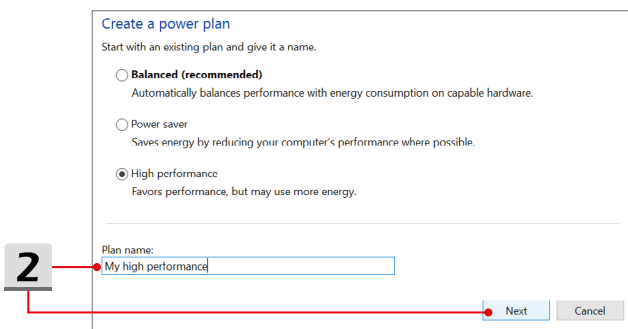 Create a power plan
Start with an existing plan and give it a name.
Balanced (recommended)
Automatically balances performance with energy consumption on capable hardware.
Power saver
Saves energy by reducing your computer's performance where possible.
High performance
Favors performance, but may use more energy.
Plan name:
My high performance
2
Next Cancel